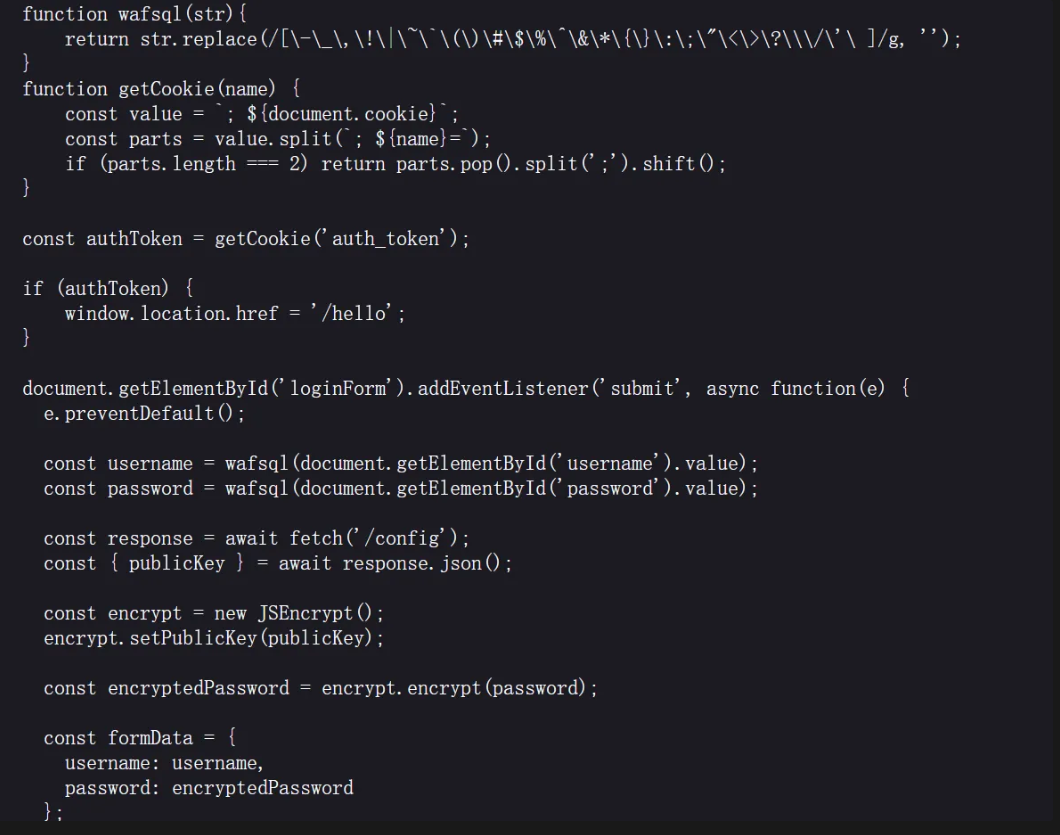 function wafsql(str){
    return str.replace(/[\-\_\,\!\|\~\`\(\)\#\$\%\^\&\*\{\}\:\;\"\<\>\?\\\/\'\ ]/g, '');
}
function getCookie(name) {
    const value = `; ${document.cookie}`;
    const parts = value.split(`; ${name}=`);
    if (parts.length === 2) return parts.pop().split(';').shift();
}

const authToken = getCookie('auth_token');

if (authToken) {
    window.location.href = '/hello';
}

document.getElementById('loginForm').addEventListener('submit', async function(e) {
  e.preventDefault();

  const username = wafsql(document.getElementById('username').value);
  const password = wafsql(document.getElementById('password').value);

  const response = await fetch('/config');
  const { publicKey } = await response.json();

  const encrypt = new JSEncrypt();
  encrypt.setPublicKey(publicKey);

  const encryptedPassword = encrypt.encrypt(password);

  const formData = {
    username: username,
    password: encryptedPassword
  };